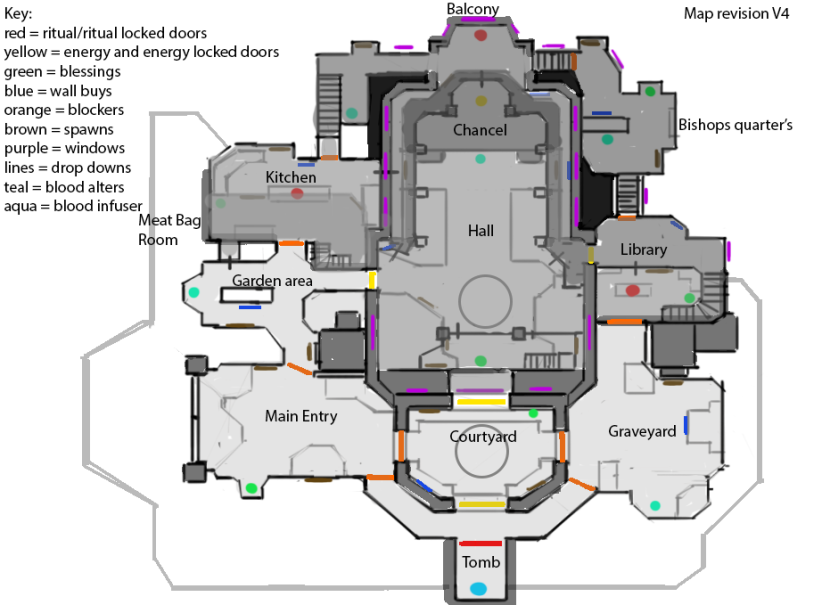 Key:
red = ritual/ritual locked doors
yellow = energy and energy locked doors
green = blessings
blue = wall buys
orange = blockers
brown = spawns
purple = windows
lines = drop downs
teal = blood alters
aqua = blood infuser
Balcony
Map revision V4
Chancel
Bishops quarter's
Kitchen
Meat Bag
Room
Hall
Library
Garden area
Main Entry
Courtyard
Graveyard
Tomb